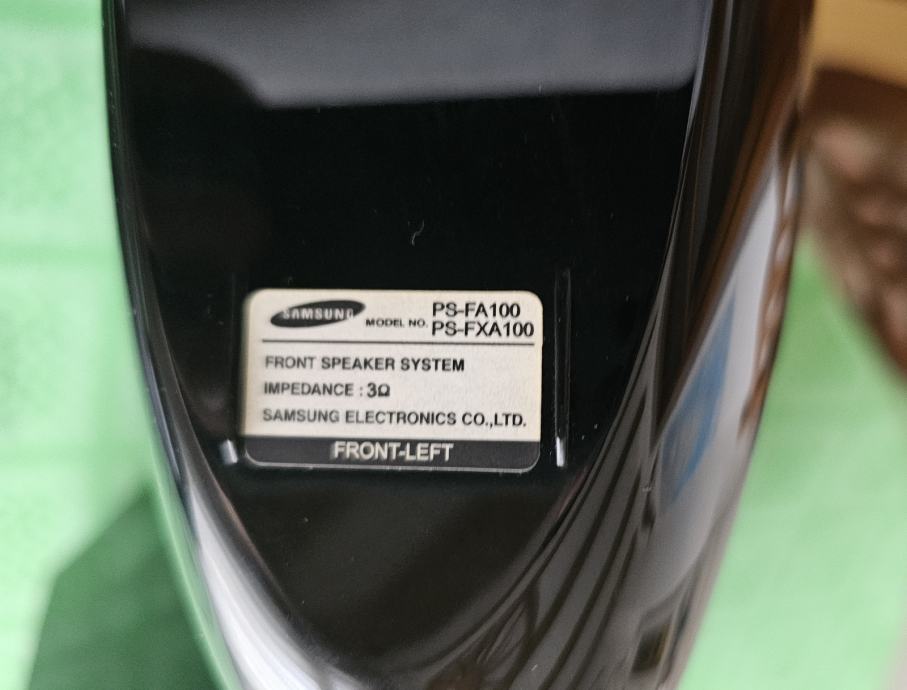 SAMSUNG
MODEL NO. PS-FA100
PS-FXA100
FRONT SPEAKER SYSTEM
IMPEDANCE : 3Ω
SAMSUNG ELECTRONICS CO.,LTD.
FRONT-LEFT